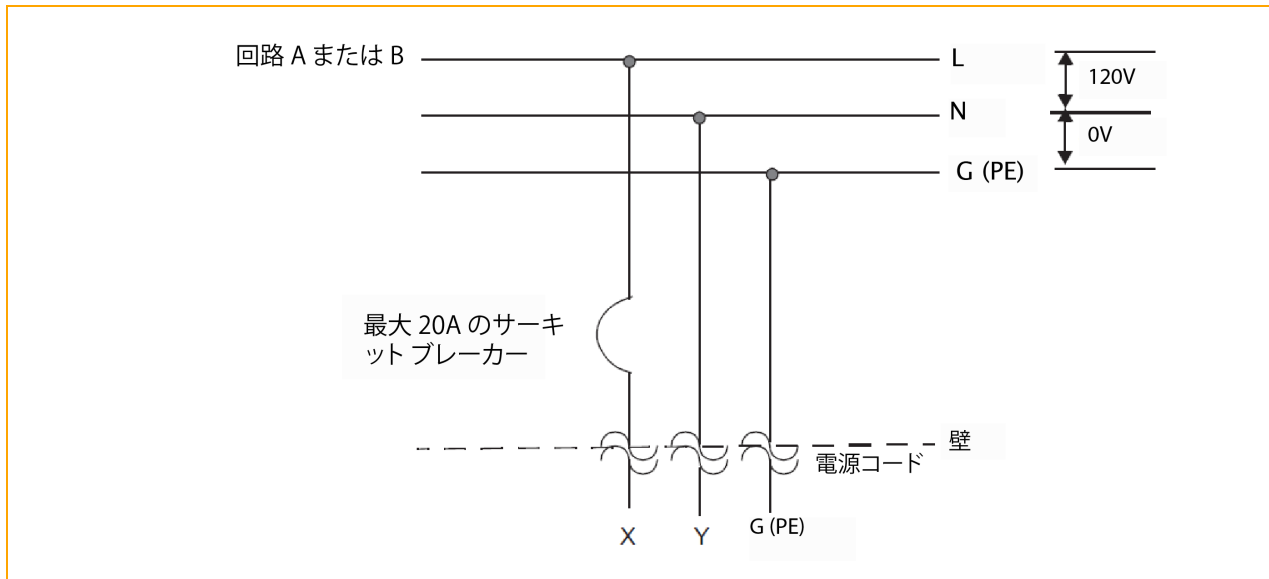 回路 A または B
L
120V
N
0V
G (PE)
最大 20A のサーキ
ット ブレーカー
壁
電源コード
X
Y
G (PE)